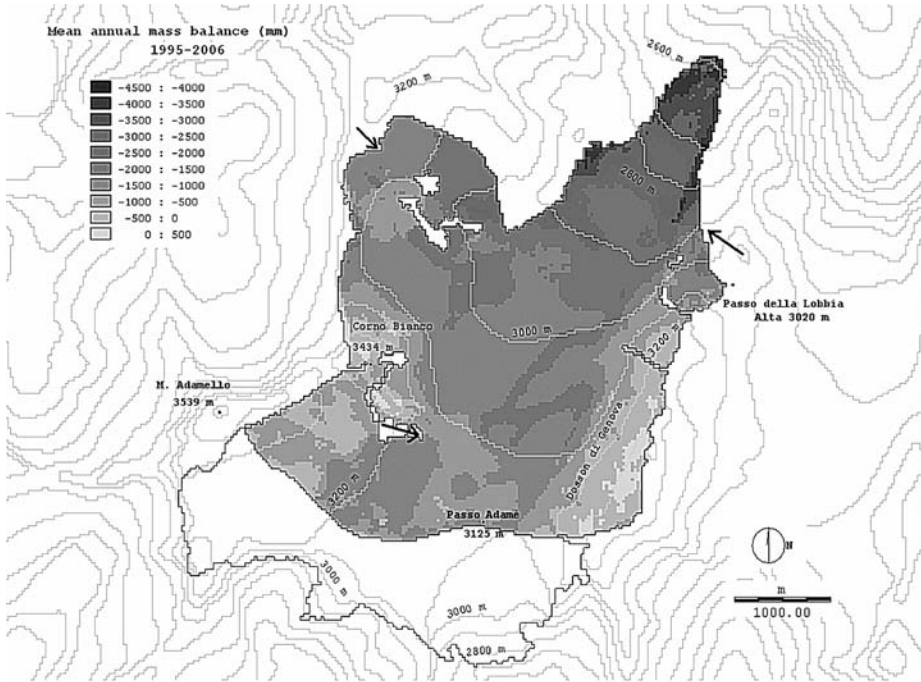 Mean annual mass balance (mm)
1995-2006
-4500 : -4000
-4000 : -3500
-3500 : -3000
-3000 : -2500
-2500 : -2000
-2000 : -1500
-1500 : -1000
-1000 : -500
-500 : 0
0 : 500
3200 m
2600 m
2800 m
Passo della Lobbia
Alta 3020 m
3000 m
Corno Bianco
3434 m
3200 m
M. Adamello
3539 m
Dosson di Genova
3200 m
Passo Adamè
3125 m
N
3000 m
m
1000.00
3000 m
2800 m